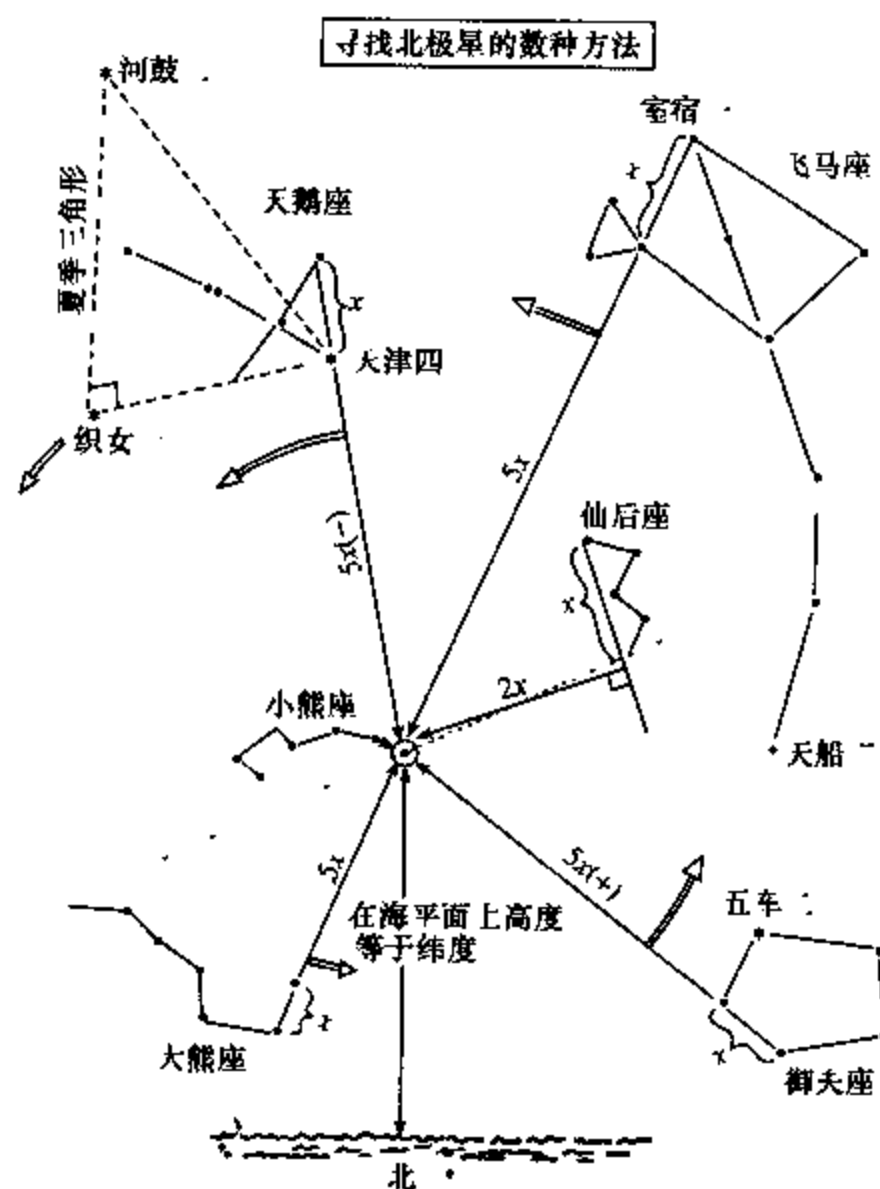 寻找北极星的数种方法
河鼓
室宿
飞马座
天鹅座
夏季三角形
x
x
天津四
织女
5x
5x(-)
仙后座
x
2x
小熊座
天船一
5x
5x(+)
五车二
在海平面上高度
等于纬度
x
大熊座
x
御夫座
北